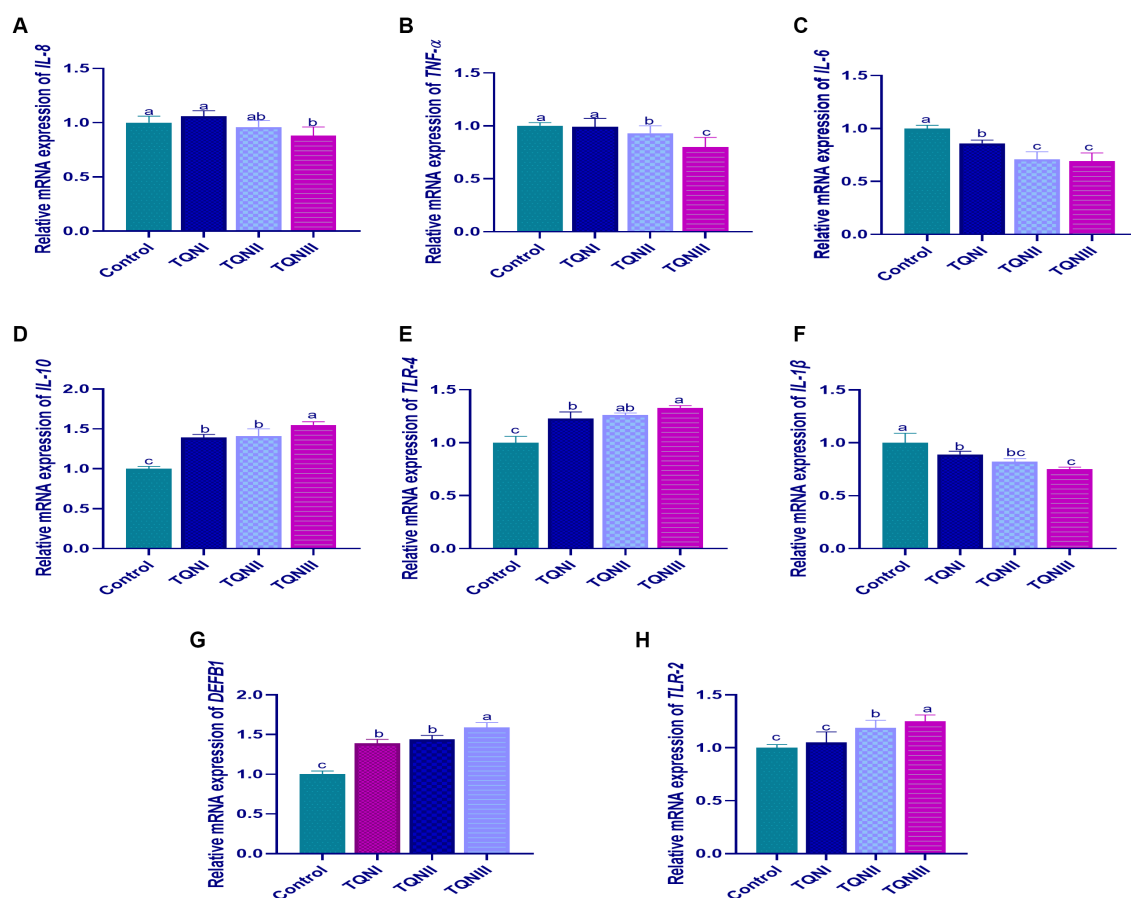 A
Relative mRNA expression of IL-8
1.5
1.0
0.5
0.0
a
a
ab
b
Control
TQNI
TQNII
TQNIII
B
Relative mRNA expression of TNF-α
1.5
1.0
0.5
0.0
a
a
b
c
Control
TQNI
TQNII
TQNIII
C
Relative mRNA expression of IL-6
1.5
1.0
0.5
0.0
a
b
c
c
Control
TQNI
TQNII
TQNIII
D
Relative mRNA expression of IL-10
2.0
1.5
1.0
0.5
0.0
c
b
b
a
Control
TQNI
TQNII
TQNIII
E
Relative mRNA expression of TLR-4
1.5
1.0
0.5
0.0
c
b
ab
a
Control
TQNI
TQNII
TQNIII
F
Relative mRNA expression of IL-1β
1.5
1.0
0.5
0.0
a
b
bc
c
Control
TQNI
TQNII
TQNIII
G
Relative mRNA expression of DEFB1
2.0
1.5
1.0
0.5
0.0
c
b
b
a
Control
TQNI
TQNII
TQNIII
H
Relative mRNA expression of TLR-2
1.5
1.0
0.5
0.0
c
c
b
a
Control
TQNI
TQNII
TQNIII